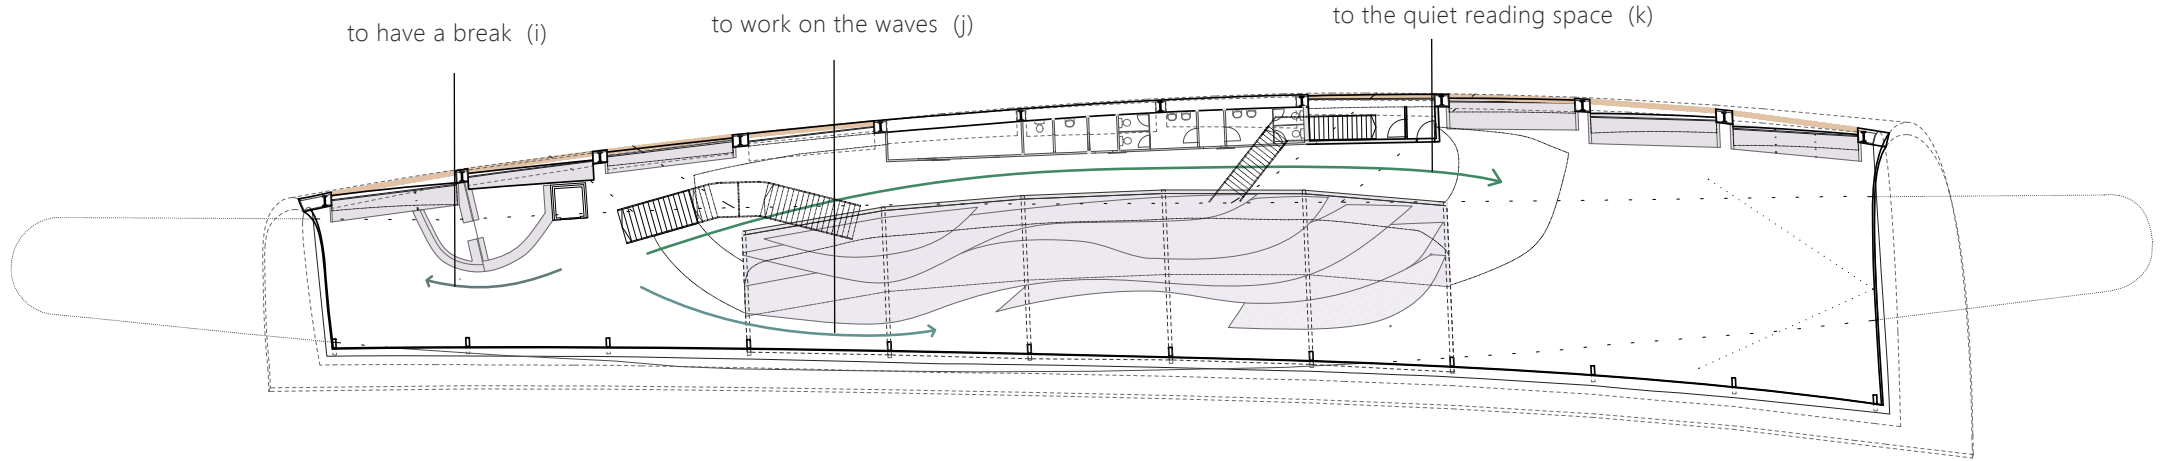 to have a break (i)
to work on the waves (j)
to the quiet reading space (k)